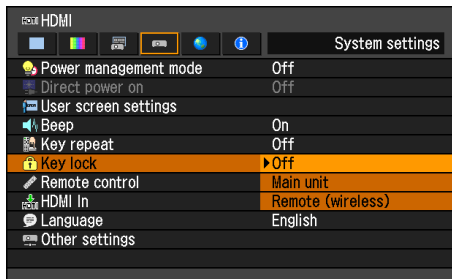 HDMI
System settings
Power management mode Off
Direct power on Off
User screen settings
Beep On
Key repeat Off
Key lock Off
Remote control Main unit
HDMI In Remote (wireless)
Language English
Other settings